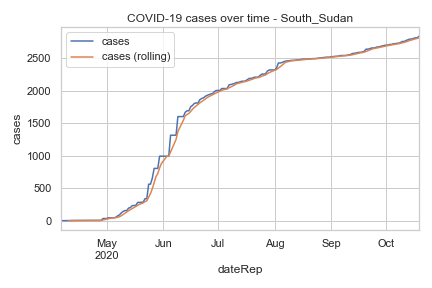 COVID-19 cases over time - South_Sudan
cases
cases (rolling)
2500
2000
1500
1000
500
0
cases
May Jun Jul Aug Sep Oct
2020
dateRep